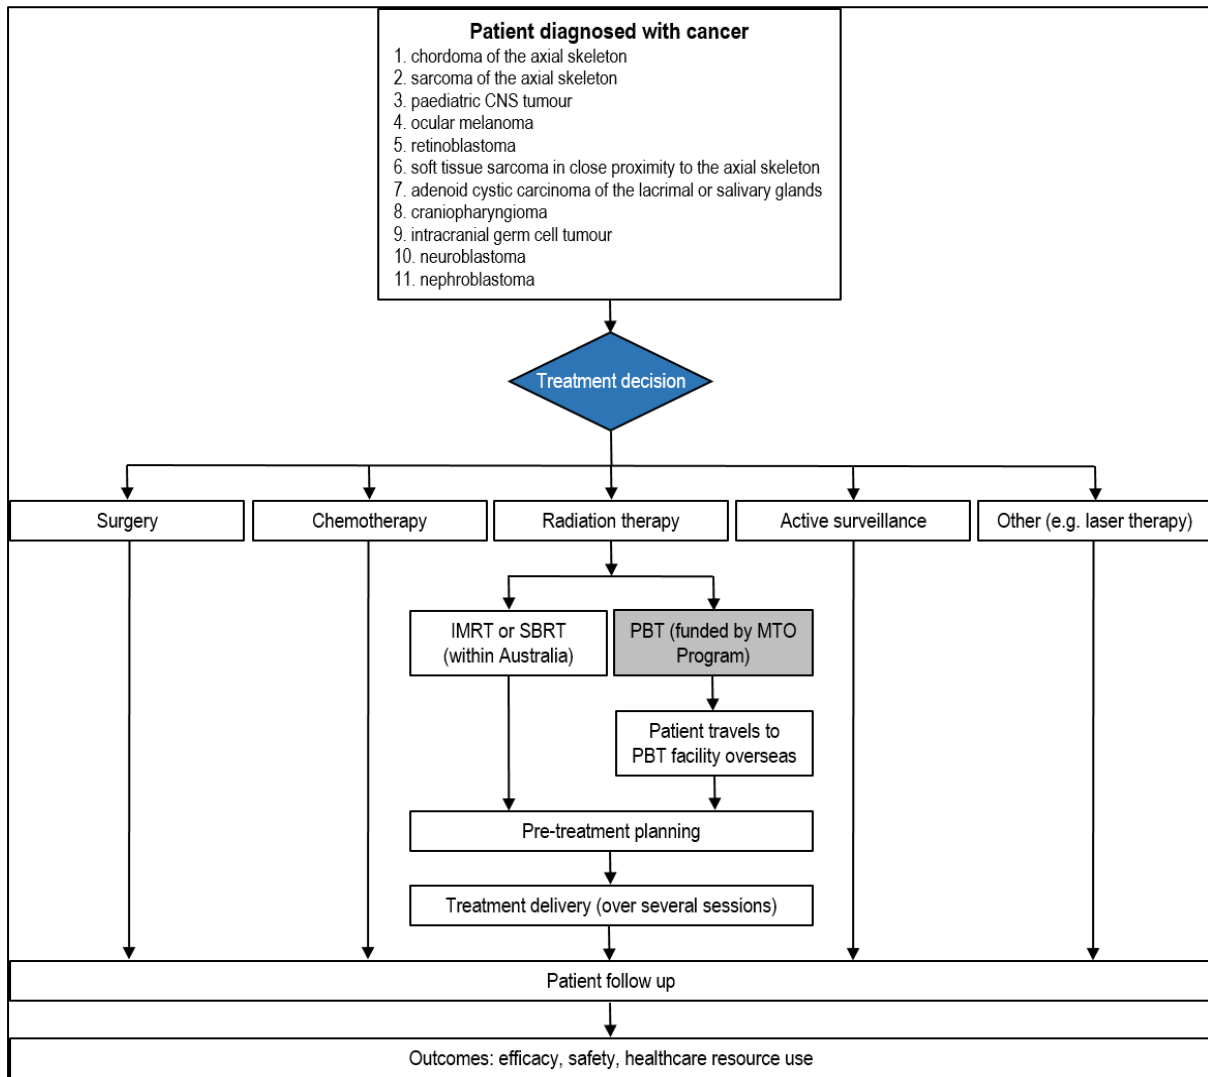 Patient diagnosed with cancer
1. chordoma of the axial skeleton
2. sarcoma of the axial skeleton
3. paediatric CNS tumour
4. ocular melanoma
5. retinoblastoma
6. soft tissue sarcoma in close proximity to the axial skeleton
7. adenoid cystic carcinoma of the lacrimal or salivary glands
8. craniopharyngioma
9. intracranial germ cell tumour
10. neuroblastoma
11. nephroblastoma
Treatment decision
Surgery
Chemotherapy
Radiation therapy
Active surveillance
Other (e.g. laser therapy)
IMRT or SBRT
(within Australia)
PBT (funded by MTO
Program)
Patient travels to
PBT facility overseas
Pre-treatment planning
Treatment delivery (over several sessions)
Patient follow up
Outcomes: efficacy, safety, healthcare resource use